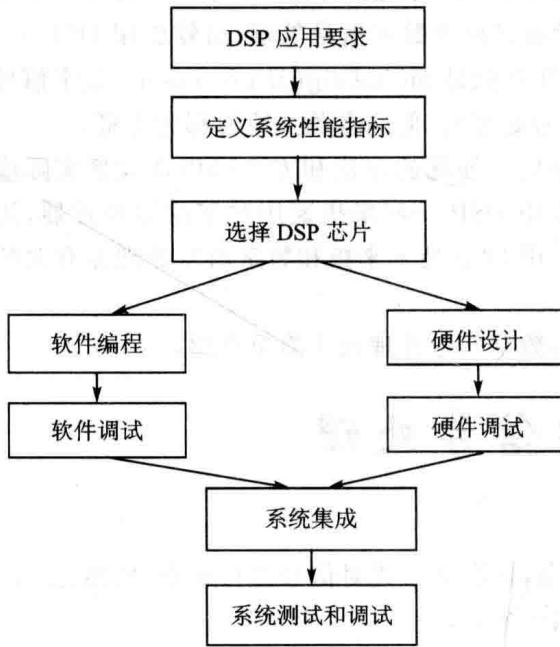 DSP 应用要求
定义系统性能指标
选择 DSP 芯片
软件编程
硬件设计
软件调试
硬件调试
系统集成
系统测试和调试